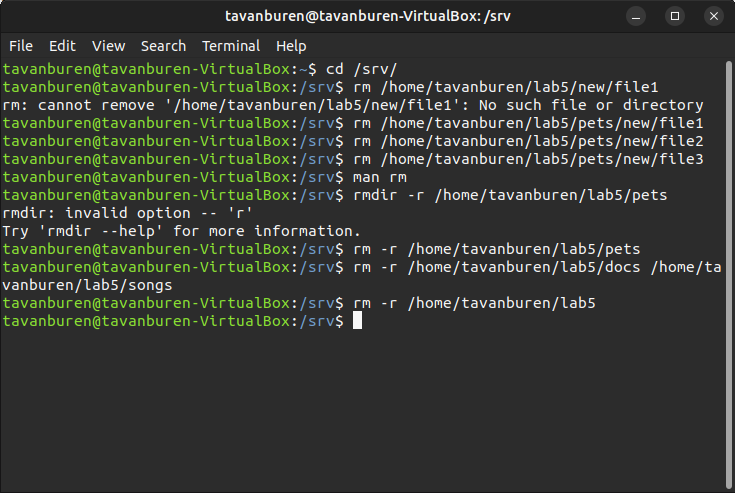 tavanburen@tavanburen-VirtualBox: /srv
File Edit View Search Terminal Help
tavanburen@tavanburen-VirtualBox:~$ cd /srv/
tavanburen@tavanburen-VirtualBox:/srv$ rm /home/tavanburen/lab5/new/file1
rm: cannot remove '/home/tavanburen/lab5/new/file1': No such file or directory
tavanburen@tavanburen-VirtualBox:/srv$ rm /home/tavanburen/lab5/pets/new/file1
tavanburen@tavanburen-VirtualBox:/srv$ rm /home/tavanburen/lab5/pets/new/file2
tavanburen@tavanburen-VirtualBox:/srv$ rm /home/tavanburen/lab5/pets/new/file3
tavanburen@tavanburen-VirtualBox:/srv$ man rm
tavanburen@tavanburen-VirtualBox:/srv$ rmdir -r /home/tavanburen/lab5/pets
rmdir: invalid option -- 'r'
Try 'rmdir --help' for more information.
tavanburen@tavanburen-VirtualBox:/srv$ rm -r /home/tavanburen/lab5/pets
tavanburen@tavanburen-VirtualBox:/srv$ rm -r /home/tavanburen/lab5/docs /home/ta
vanburen/lab5/songs
tavanburen@tavanburen-VirtualBox:/srv$ rm -r /home/tavanburen/lab5
tavanburen@tavanburen-VirtualBox:/srv$